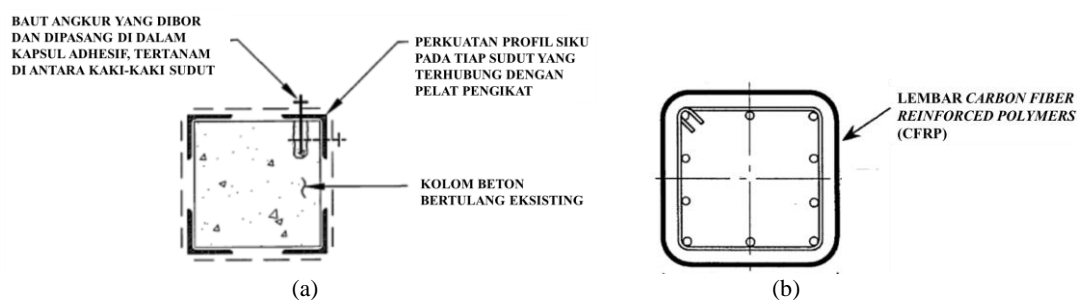 BAUT ANGKUR YANG DIBOR
DAN DIPASANG DI DALAM
KAPSUL ADHESIF, TERTANAM
DI ANTARA KAKI-KAKI SUDUT
PERKUATAN PROFIL SIKU
PADA TIAP SUDUT YANG
TERHUBUNG DENGAN
PELAT PENGIKAT
KOLOM BETON
BERTULANG EKSISTING
(a)
LEMBAR CARBON FIBER
REINFORCED POLYMERS
(CFRP)
(b)